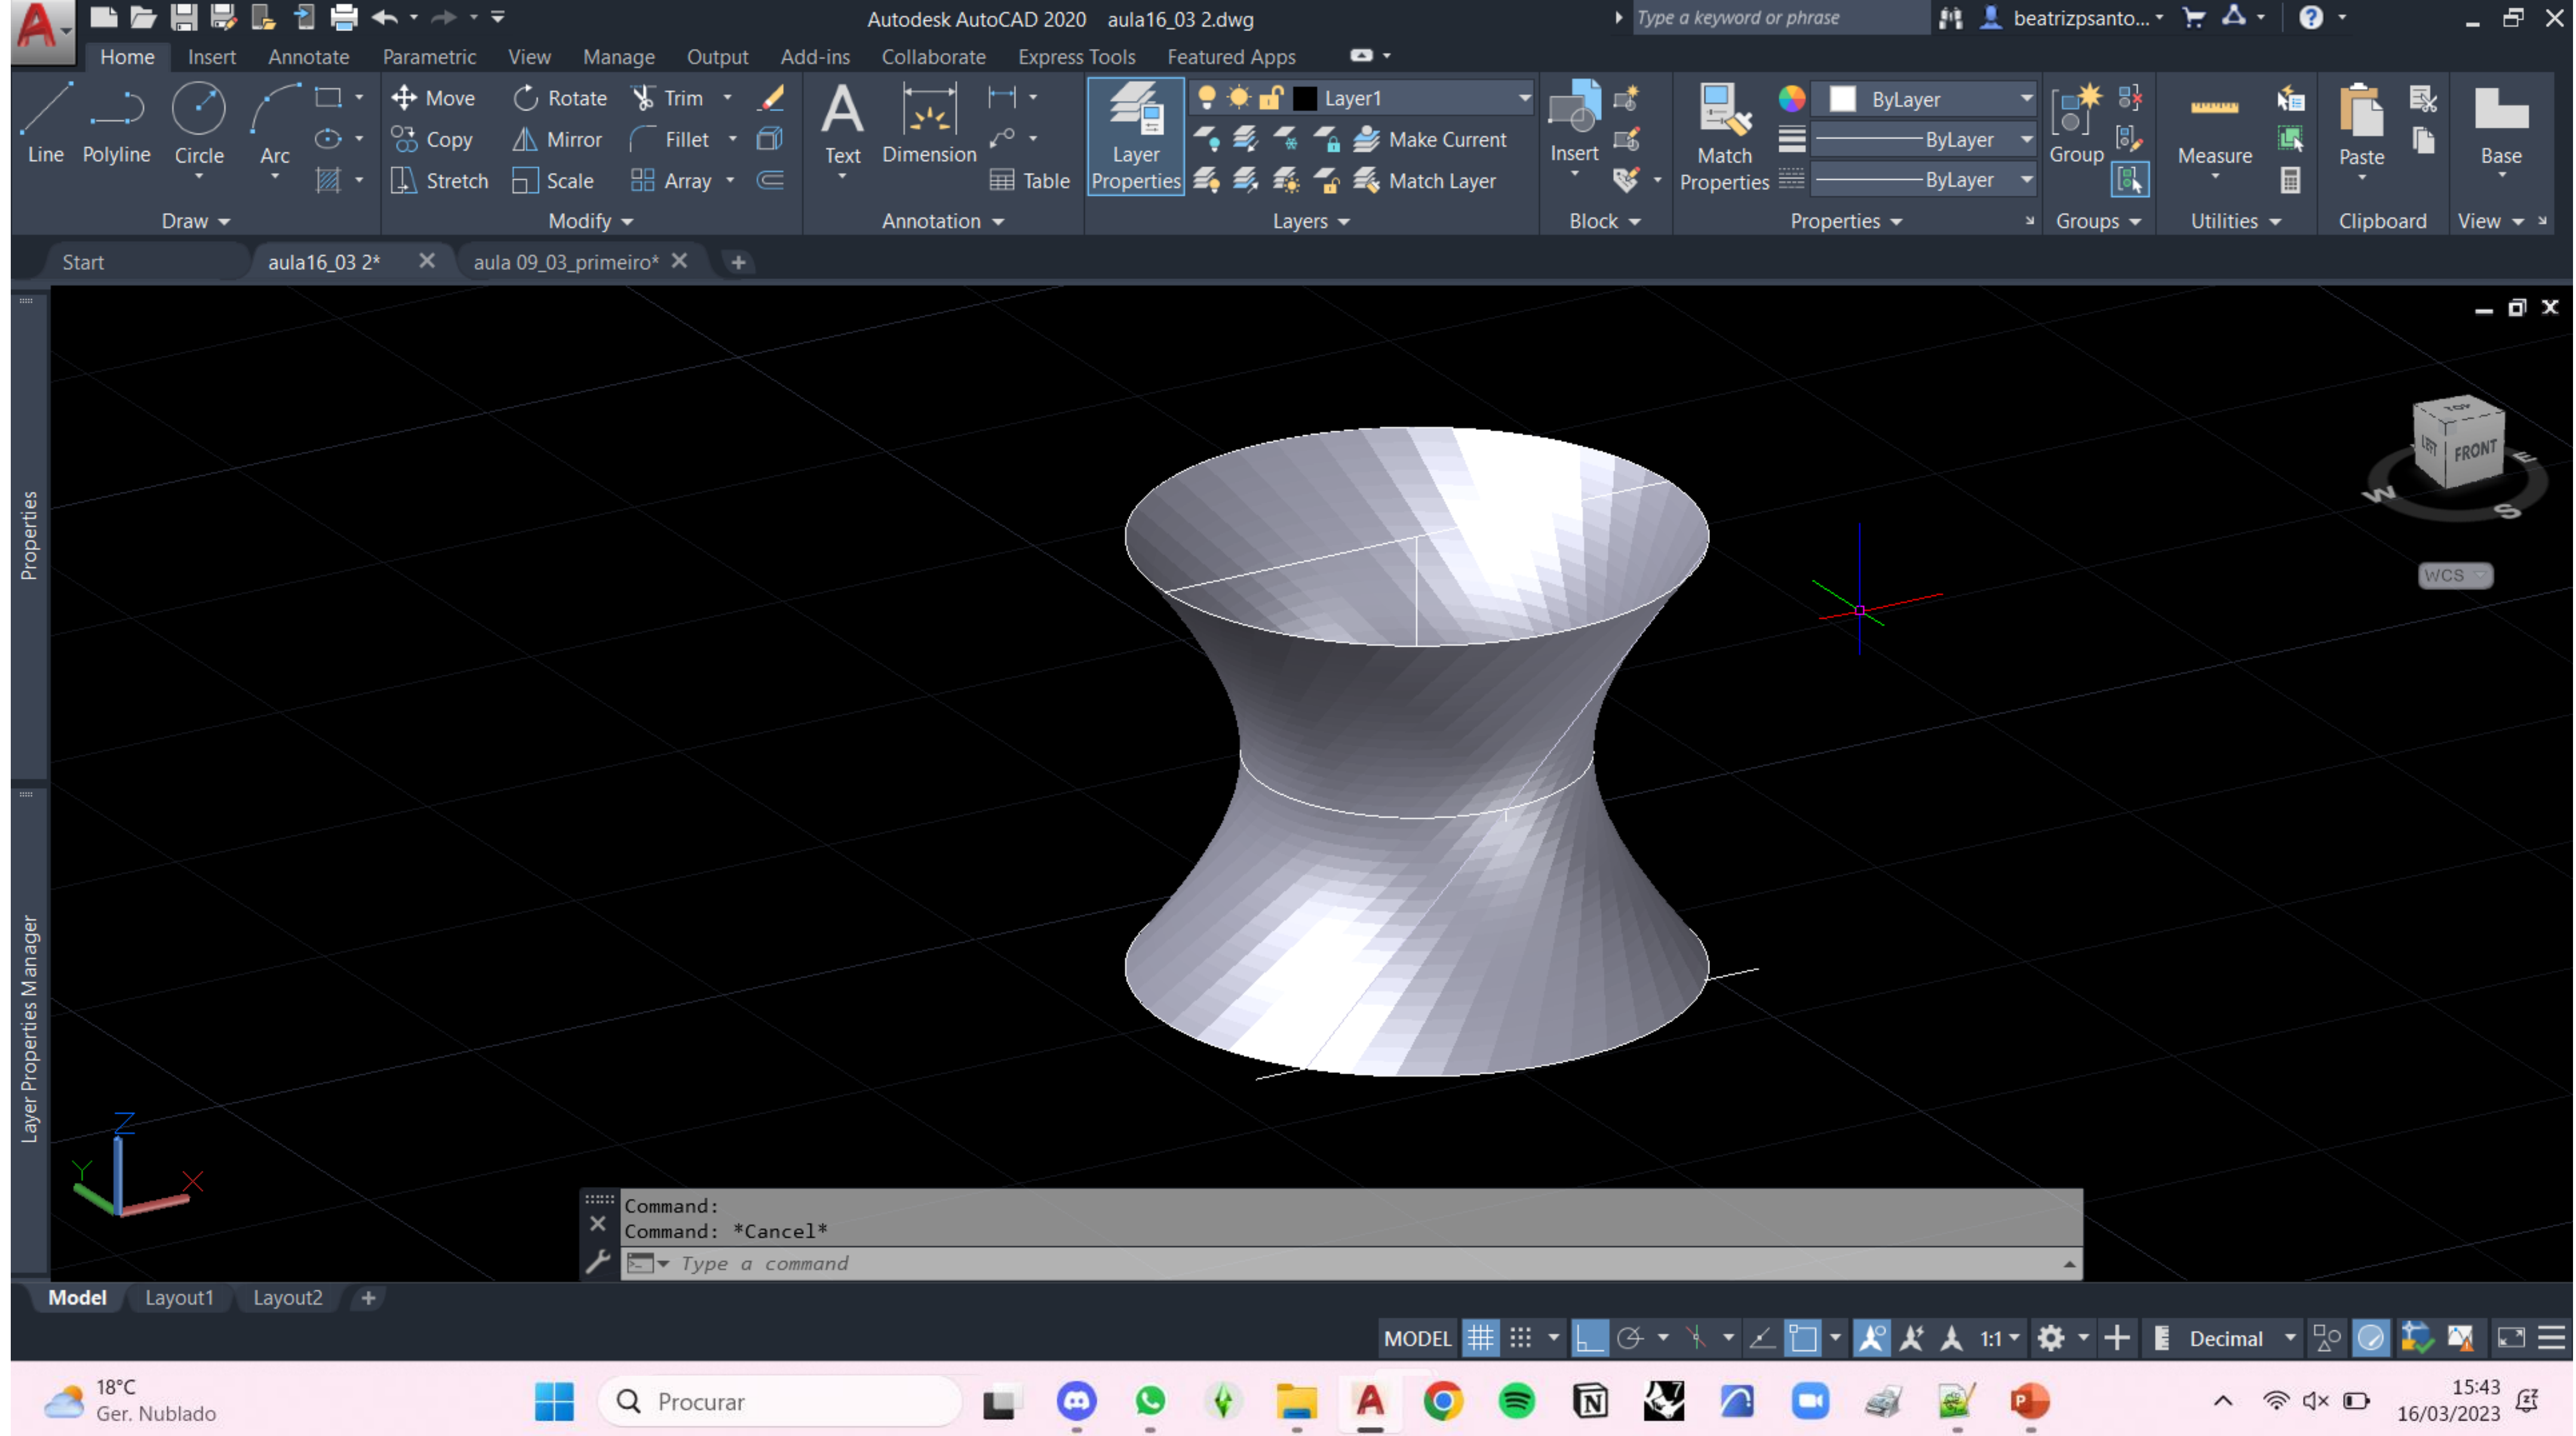 Autodesk AutoCAD 2020 aula16_03 2.dwg
Type a keyword or phrase
beatrizpsanto...
Home Insert Annotate Parametric View Manage Output Add-ins Collaborate Express Tools Featured Apps
Line Polyline Circle Arc
Move Rotate Trim
Copy Mirror Fillet
Stretch Scale Array
Text Dimension
Table
Layer Properties
Layer1
Make Current
Match Layer
Insert
Match Properties
ByLayer
ByLayer
ByLayer
Group
Measure
Paste
Base
Draw Modify Annotation Layers Block Properties Groups Utilities Clipboard View
Start aula16_03 2* aula 09_03_primeiro*
Properties
Layer Properties Manager
TOP
LEFT FRONT
W S E
WCS
Z
Y X
Command:
Command: *Cancel*
Type a command
Model Layout1 Layout2
MODEL 1:1 Decimal
18°C
Ger. Nublado
Procurar
15:43
16/03/2023